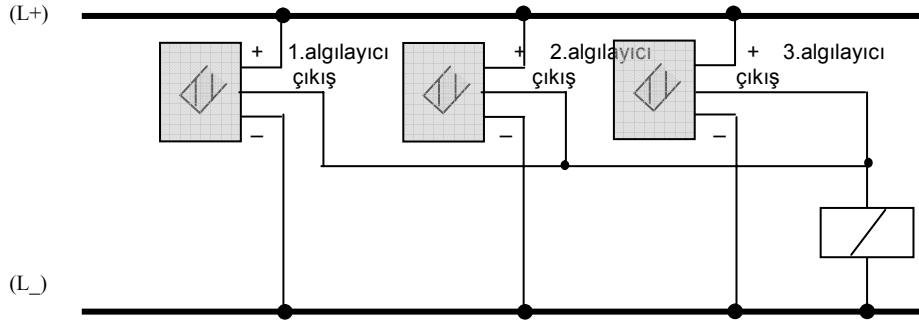 (L+)
+ 1.algılayıcı + 2.algılayıcı + 3.algılayıcı
çıkış çıkış çıkış
– – –
(L_)